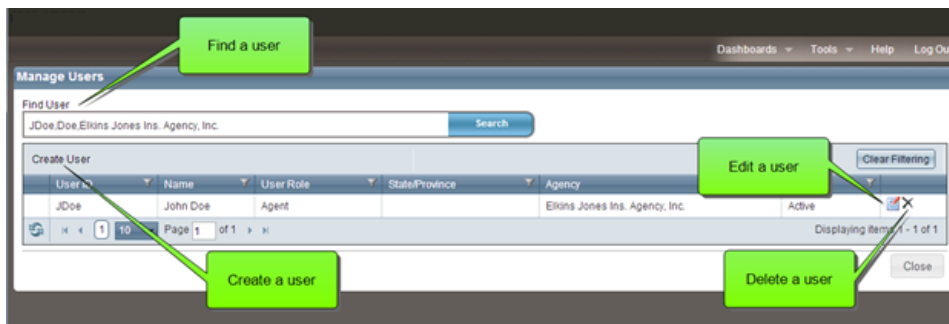 Find a user
Dashboards Tools Help Log Ou
Manage Users
Find User
JDoe,Doe,Elkins Jones Ins. Agency, Inc. Search
Create User Clear Filtering
Edit a user
User ID Name User Role State/Province Agency
JDoe John Doe Agent Elkins Jones Ins. Agency, Inc. Active
1 10 Page 1 of 1 Displaying items 1 - 1 of 1
Close
Create a user
Delete a user